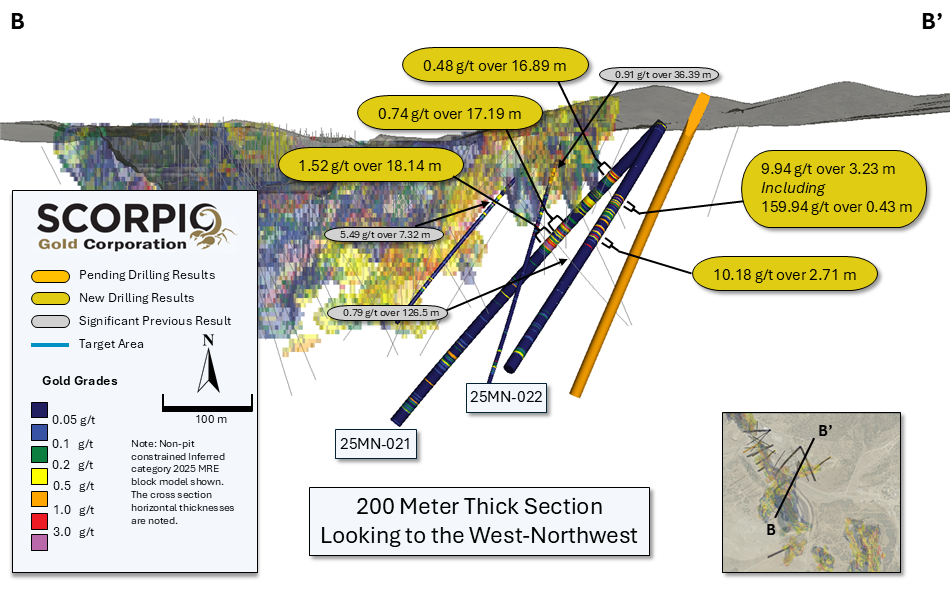 B
B’
0.48 g/t over 16.89 m
0.91 g/t over 36.39 m
0.74 g/t over 17.19 m
1.52 g/t over 18.14 m
9.94 g/t over 3.23 m
Including
159.94 g/t over 0.43 m
5.49 g/t over 7.32 m
10.18 g/t over 2.71 m
0.79 g/t over 126.5 m
SCORPIO
Gold Corporation
Pending Drilling Results
New Drilling Results
Significant Previous Result
Target Area
N
100 m
Gold Grades
0.05 g/t
0.1 g/t
0.2 g/t
0.5 g/t
1.0 g/t
3.0 g/t
Note: Non-pit
constrained Inferred
category 2025 MRE
block model shown.
The cross section
horizontal thicknesses
are noted.
25MN-022
25MN-021
200 Meter Thick Section
Looking to the West-Northwest
B’
B